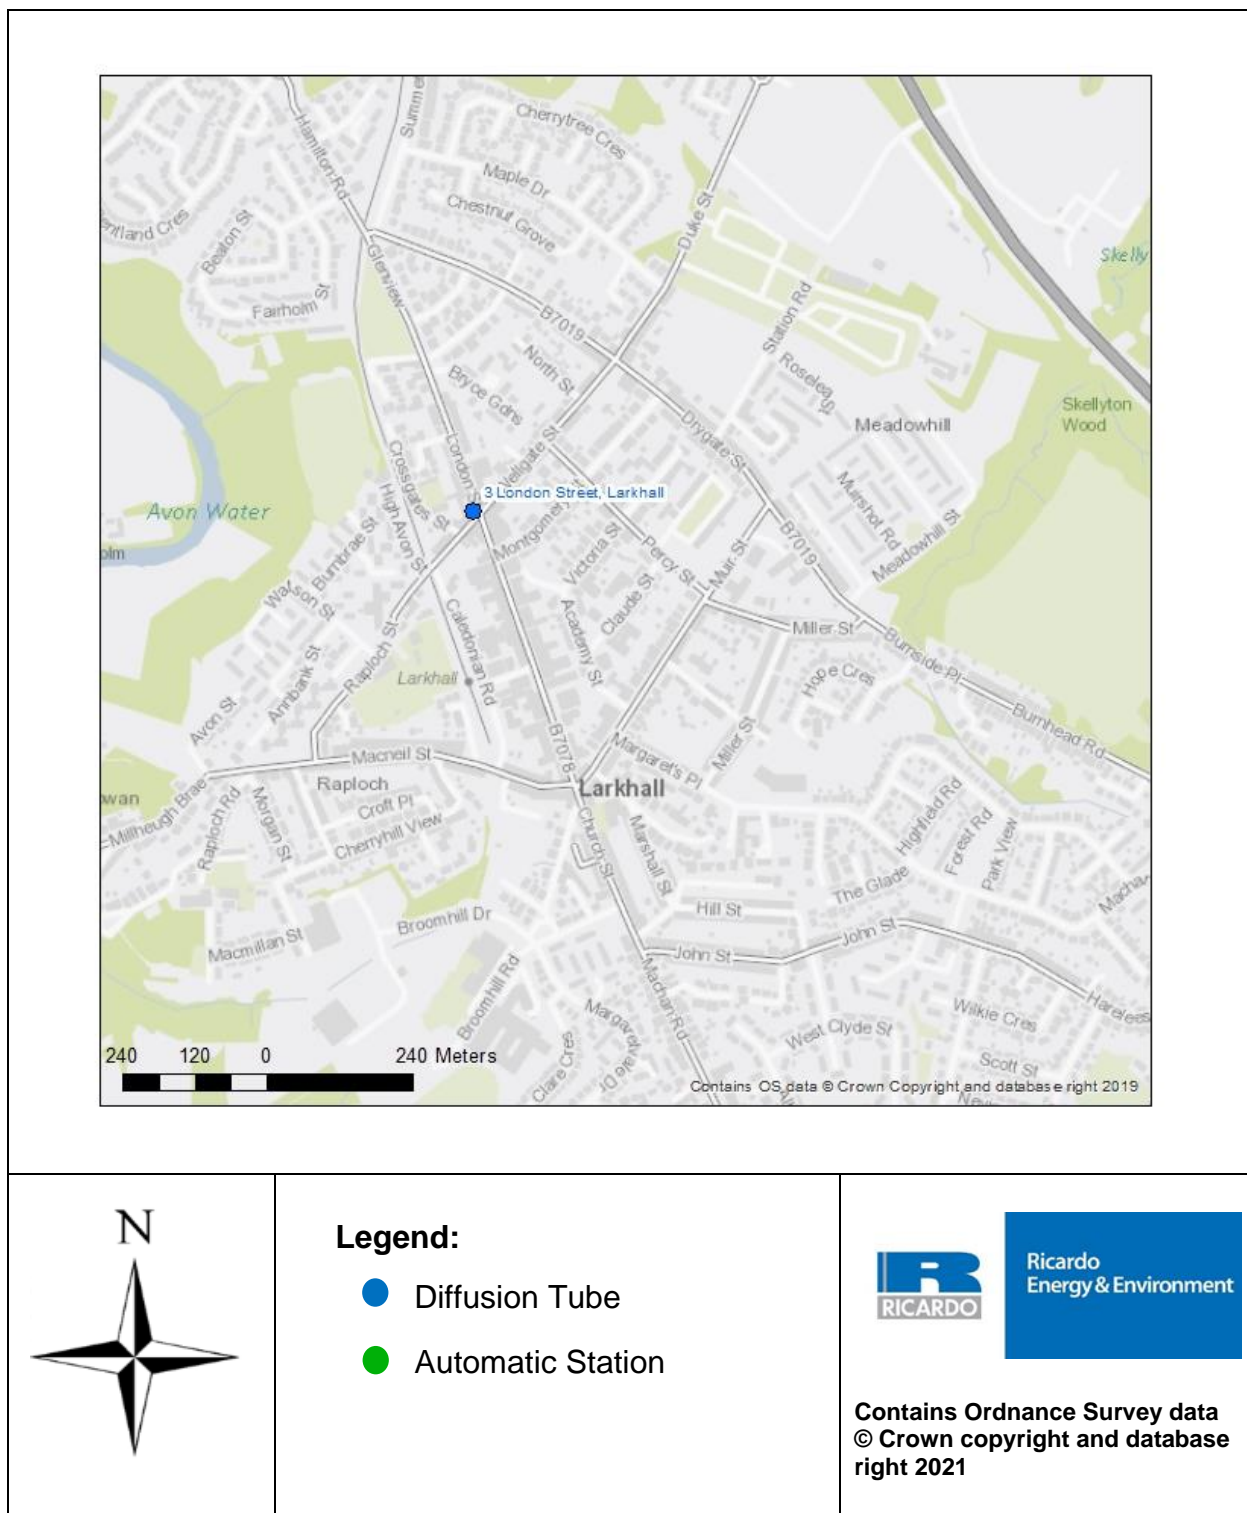 Cherrytree Cres
Summer
Hamilton Rd
Maple Dr
Chestnut Grove
Duke St
entland Cres
Beaton St
Glenview
Skelly
Fairholm St
B7019
Station Rd
North St
Roselea St
Bryce Gdns
Skellyton
Wood
Drygate St
Meadowhill
London
Wellgate St
Crossgates St
3 London Street, Larkhall
Avon Water
High Avon St
Muirshot Rd
Meadowhill St
Montgomery
B7019
olm
Burnbrae St
Victoria St
Percy St
Muir St
Watson St
Claude St
Caledonian Rd
Academy St
Miller St
Burnside Pl
Raploch St
Annbank St
Hope Cres
Larkhall
Avon St
Miller St
Burnhead Rd
B7078
Margaret's Pl
Macneil St
Raploch
Larkhall
wan
Millheugh Brae
Raploch Rd
Morgan St
Croft Pl
Cherryhill View
Church St
Marshall St
Highfield Rd
Forest Rd
Park View
The Glade
Macha
Hill St
Broomhill Dr
Macmillan St
John St
John St
Broomhill Rd
Machan Rd
Harelees
Wilkie Cres
Margaretvale Dr
West Clyde St
Clare Cres
Scott St
240 120 0 240 Meters
Contains OS data © Crown Copyright and database right 2019
N
Legend:
Diffusion Tube
Automatic Station
RICARDO
Ricardo
Energy & Environment
Contains Ordnance Survey data
© Crown copyright and database
right 2021